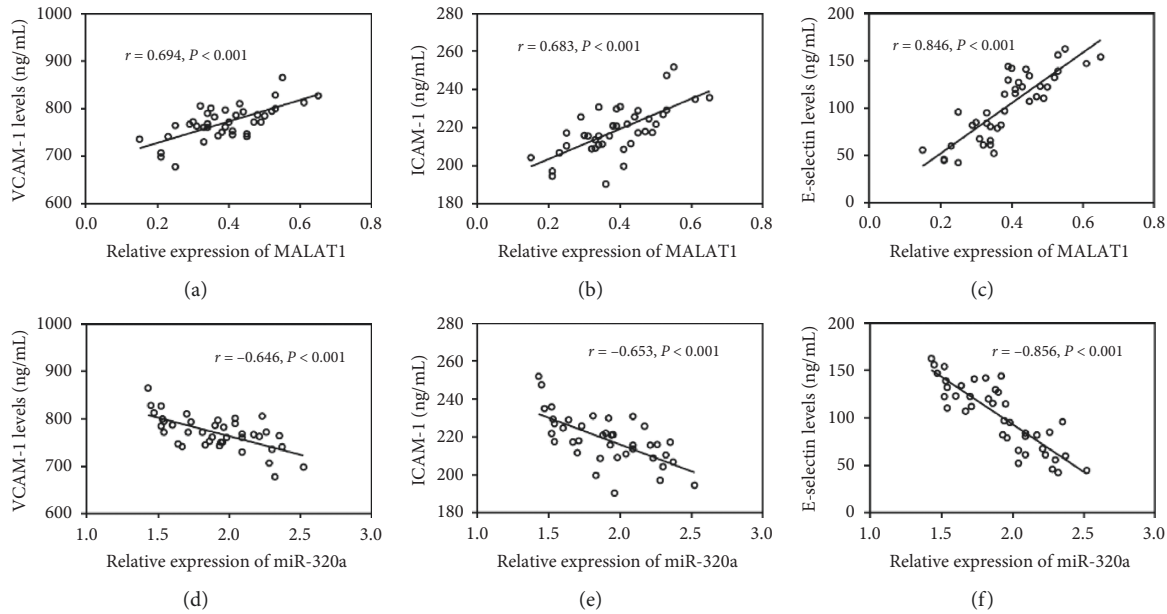 VCAM-1 levels (ng/mL)
1000
900
800
700
600
r = 0.694, P < 0.001
0.0 0.2 0.4 0.6 0.8
Relative expression of MALAT1
(a)
ICAM-1 (ng/mL)
280
260
240
220
200
180
r = 0.683, P < 0.001
0.0 0.2 0.4 0.6 0.8
Relative expression of MALAT1
(b)
E-selectin levels (ng/mL)
200
150
100
50
0
r = 0.846, P < 0.001
0.0 0.2 0.4 0.6 0.8
Relative expression of MALAT1
(c)
VCAM-1 levels (ng/mL)
1000
900
800
700
600
r = –0.646, P < 0.001
1.0 1.5 2.0 2.5 3.0
Relative expression of miR-320a
(d)
ICAM-1 (ng/mL)
280
260
240
220
200
180
r = –0.653, P < 0.001
1.0 1.5 2.0 2.5 3.0
Relative expression of miR-320a
(e)
E-selectin levels (ng/mL)
200
150
100
50
0
r = –0.856, P < 0.001
1.0 1.5 2.0 2.5 3.0
Relative expression of miR-320a
(f)